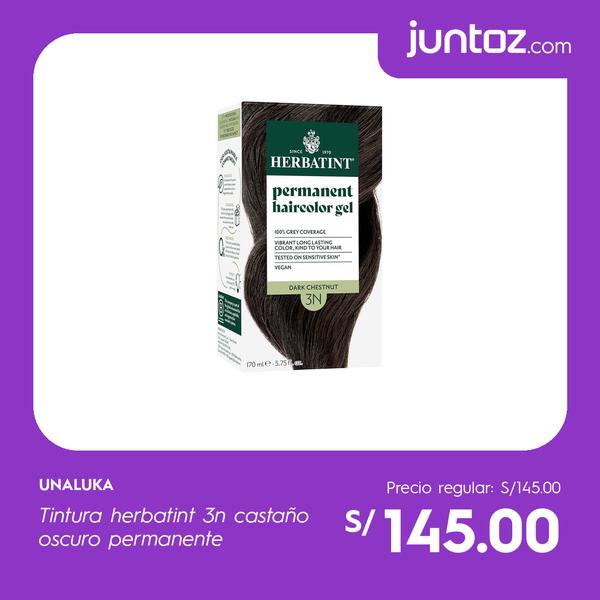 juntoz.com
SINCE 1970
HERBATINT®
permanent
haircolor gel
100% GREY COVERAGE
VIBRANT LONG LASTING
COLOR, KIND TO YOUR HAIR
TESTED ON SENSITIVE SKIN*
VEGAN
DARK CHESTNUT
3N
170 ml ℮ - 5.75 fl.
UNALUKA
Tintura herbatint 3n castaño
oscuro permanente
Precio regular: S/145.00
S/145.00